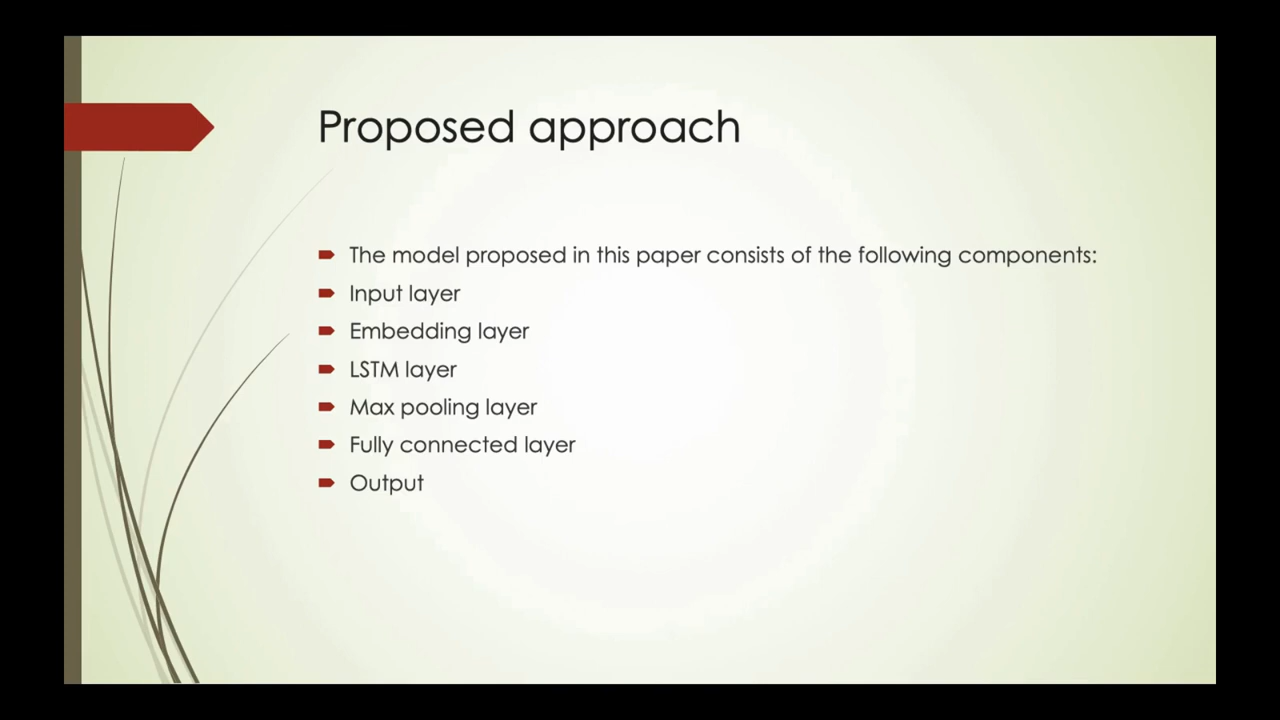 Proposed approach
The model proposed in this paper consists of the following components:
Input layer
Embedding layer
LSTM layer
Max pooling layer
Fully connected layer
Output